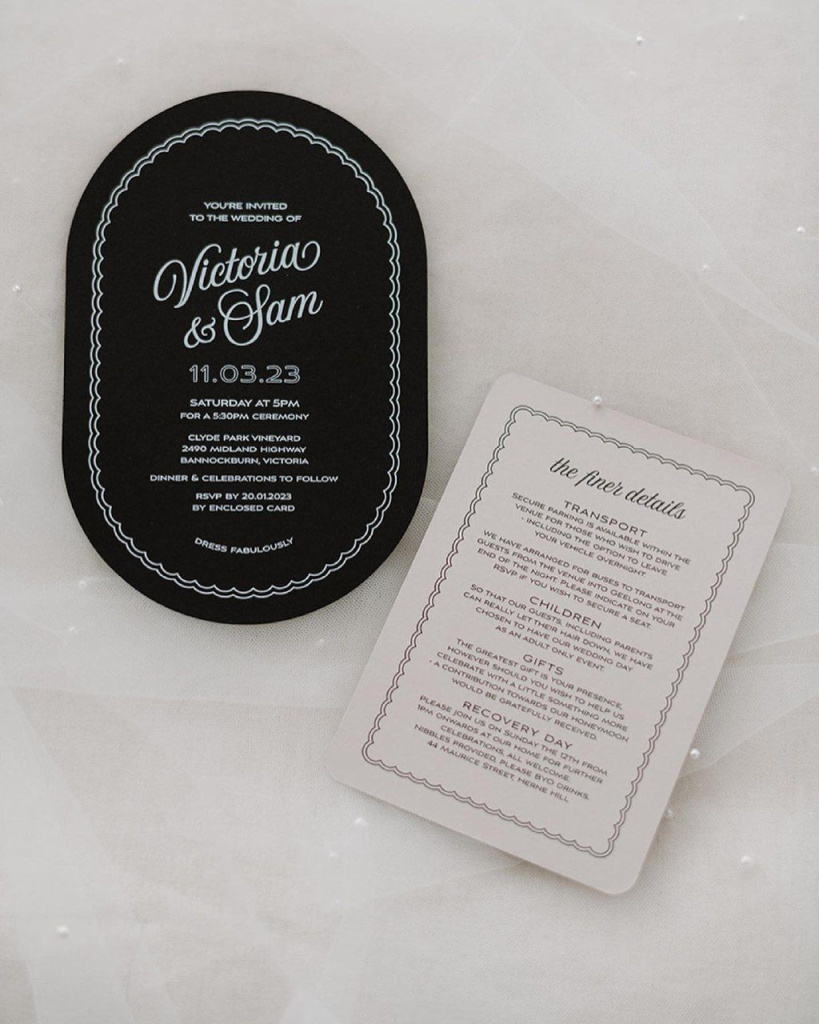 YOU'RE INVITED
TO THE WEDDING OF
Victoria
& Sam
11.03.23
SATURDAY AT 5PM
FOR A 5:30PM CEREMONY
CLYDE PARK VINEYARD
2490 MIDLAND HIGHWAY
BANNOCKBURN, VICTORIA
DINNER & CELEBRATIONS TO FOLLOW
RSVP BY 20.01.2023
BY ENCLOSED CARD
DRESS FABULOUSLY
the finer details
TRANSPORT
SECURE PARKING IS AVAILABLE WITHIN THE
VENUE FOR THOSE WHO WISH TO DRIVE
- INCLUDING THE OPTION TO LEAVE
YOUR VEHICLE OVERNIGHT.
WE HAVE ARRANGED FOR BUSES TO TRANSPORT
GUESTS FROM THE VENUE INTO GEELONG AT THE
END OF THE NIGHT. PLEASE INDICATE ON YOUR
RSVP IF YOU WISH TO SECURE A SEAT.
CHILDREN
SO THAT OUR GUESTS, INCLUDING PARENTS
CAN REALLY LET THEIR HAIR DOWN, WE HAVE
CHOSEN TO HAVE OUR WEDDING DAY
AS AN ADULT ONLY EVENT.
GIFTS
THE GREATEST GIFT IS YOUR PRESENCE,
HOWEVER SHOULD YOU WISH TO HELP US
CELEBRATE WITH A LITTLE SOMETHING MORE
- A CONTRIBUTION TOWARDS OUR HONEYMOON
WOULD BE GRATEFULLY RECEIVED.
RECOVERY DAY
PLEASE JOIN US ON SUNDAY THE 12TH FROM
1PM ONWARDS AT OUR HOME FOR FURTHER
CELEBRATIONS, ALL WELCOME.
NIBBLES PROVIDED, PLEASE BYO DRINKS.
44 MAURICE STREET, HERNE HILL